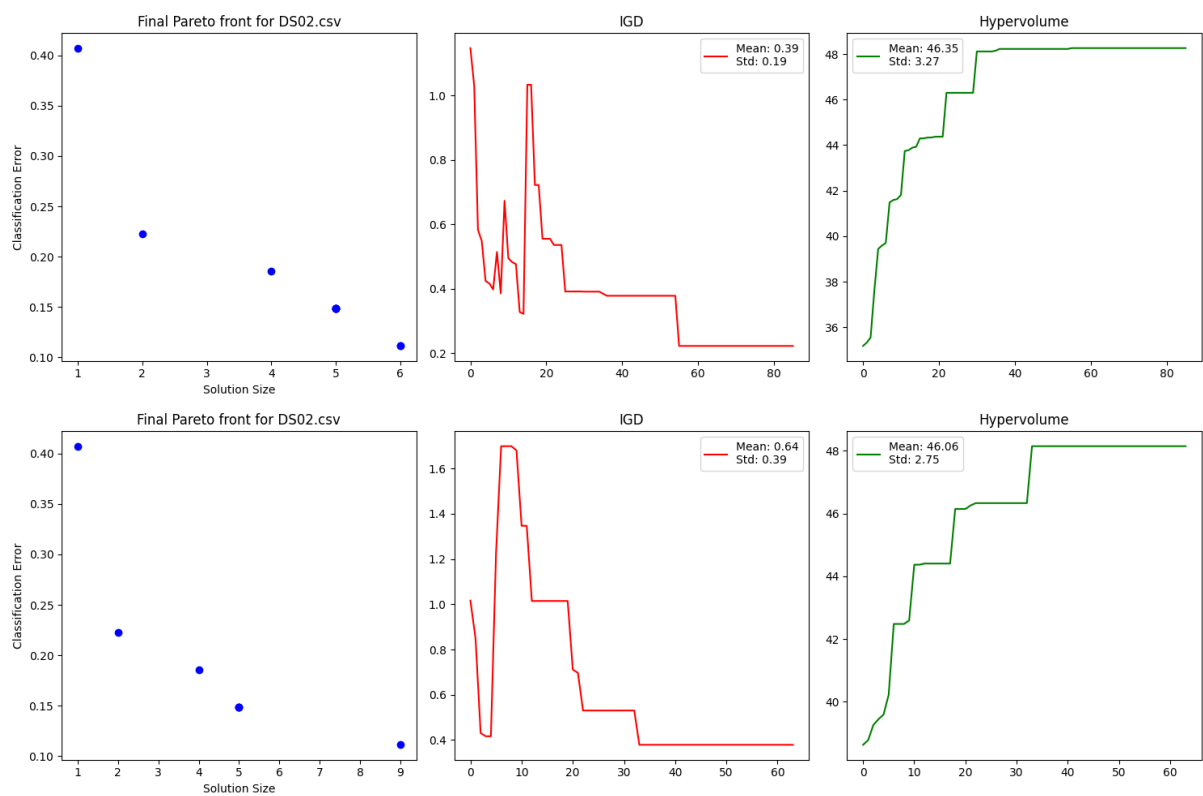 Final Pareto front for DS02.csv
IGD
Hypervolume
0.40
0.35
0.30
0.25
0.20
0.15
0.10
Classification Error
1 2 3 4 5 6
Solution Size
1.0
0.8
0.6
0.4
0.2
Mean: 0.39
Std: 0.19
0 20 40 60 80
48
46
44
42
40
38
36
Mean: 46.35
Std: 3.27
0 20 40 60 80
Final Pareto front for DS02.csv
IGD
Hypervolume
0.40
0.35
0.30
0.25
0.20
0.15
0.10
Classification Error
1 2 3 4 5 6 7 8 9
Solution Size
1.6
1.4
1.2
1.0
0.8
0.6
0.4
Mean: 0.64
Std: 0.39
0 10 20 30 40 50 60
48
46
44
42
40
Mean: 46.06
Std: 2.75
0 10 20 30 40 50 60